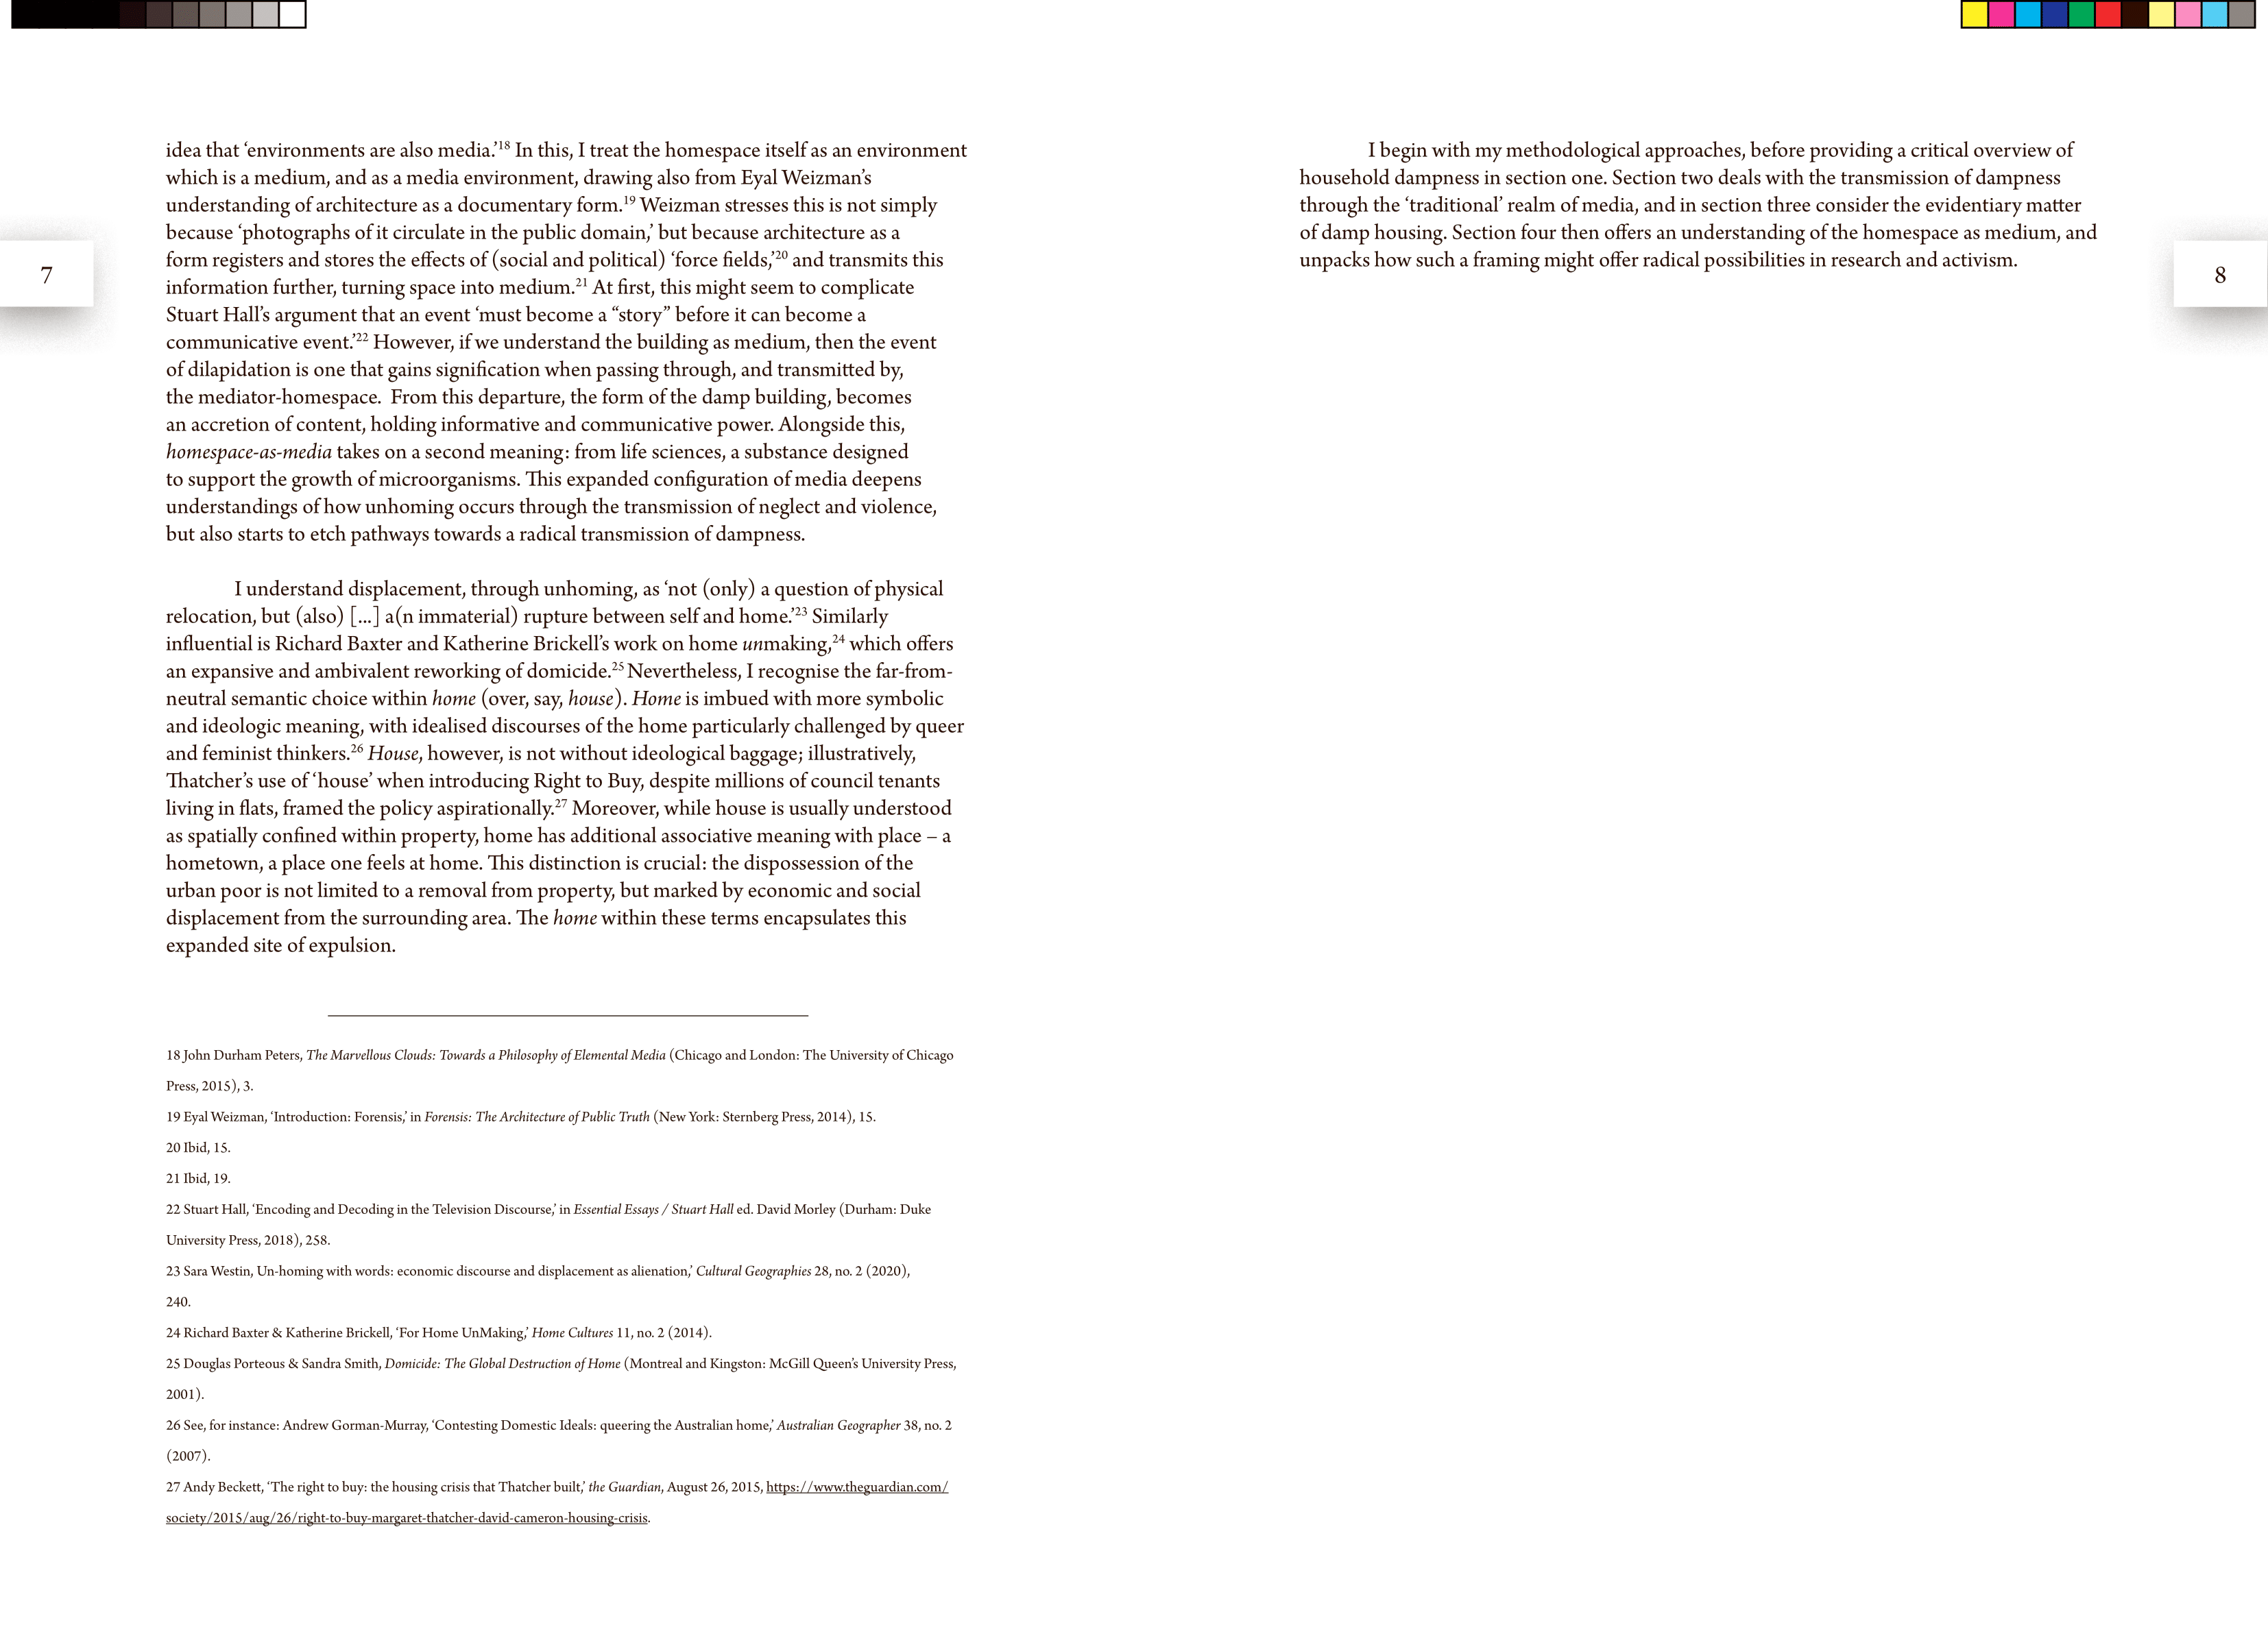 idea that ‘environments are also media.’18 In this, I treat the homespace itself as an environment
which is a medium, and as a media environment, drawing also from Eyal Weizman’s
understanding of architecture as a documentary form.19 Weizman stresses this is not simply
because ‘photographs of it circulate in the public domain,’ but because architecture as a
form registers and stores the effects of (social and political) ‘force fields,’20 and transmits this
information further, turning space into medium.21 At first, this might seem to complicate
Stuart Hall’s argument that an event ‘must become a “story” before it can become a
communicative event.’22 However, if we understand the building as medium, then the event
of dilapidation is one that gains signification when passing through, and transmitted by,
the mediator-homespace.  From this departure, the form of the damp building, becomes
an accretion of content, holding informative and communicative power. Alongside this,
homespace-as-media takes on a second meaning: from life sciences, a substance designed
to support the growth of microorganisms. This expanded configuration of media deepens
understandings of how unhoming occurs through the transmission of neglect and violence,
but also starts to etch pathways towards a radical transmission of dampness.
I understand displacement, through unhoming, as ‘not (only) a question of physical
relocation, but (also) [...] a(n immaterial) rupture between self and home.’23 Similarly
influential is Richard Baxter and Katherine Brickell’s work on home unmaking,24 which offers
an expansive and ambivalent reworking of domicide.25 Nevertheless, I recognise the far-from-
neutral semantic choice within home (over, say, house). Home is imbued with more symbolic
and ideologic meaning, with idealised discourses of the home particularly challenged by queer
and feminist thinkers.26 House, however, is not without ideological baggage; illustratively,
Thatcher’s use of ‘house’ when introducing Right to Buy, despite millions of council tenants
living in flats, framed the policy aspirationally.27 Moreover, while house is usually understood
as spatially confined within property, home has additional associative meaning with place – a
hometown, a place one feels at home. This distinction is crucial: the dispossession of the
urban poor is not limited to a removal from property, but marked by economic and social
displacement from the surrounding area. The home within these terms encapsulates this
expanded site of expulsion.
18 John Durham Peters, The Marvellous Clouds: Towards a Philosophy of Elemental Media (Chicago and London: The University of Chicago
Press, 2015), 3.
19 Eyal Weizman, ‘Introduction: Forensis,’ in Forensis: The Architecture of Public Truth (New York: Sternberg Press, 2014), 15.
20 Ibid, 15.
21 Ibid, 19.
22 Stuart Hall, ‘Encoding and Decoding in the Television Discourse,’ in Essential Essays / Stuart Hall ed. David Morley (Durham: Duke
University Press, 2018), 258.
23 Sara Westin, Un-homing with words: economic discourse and displacement as alienation,’ Cultural Geographies 28, no. 2 (2020),
240.
24 Richard Baxter & Katherine Brickell, ‘For Home UnMaking,’ Home Cultures 11, no. 2 (2014).
25 Douglas Porteous & Sandra Smith, Domicide: The Global Destruction of Home (Montreal and Kingston: McGill Queen’s University Press,
2001).
26 See, for instance: Andrew Gorman-Murray, ‘Contesting Domestic Ideals: queering the Australian home,’ Australian Geographer 38, no. 2
(2007).
27 Andy Beckett, ‘The right to buy: the housing crisis that Thatcher built,’ the Guardian, August 26, 2015, https://www.theguardian.com/
society/2015/aug/26/right-to-buy-margaret-thatcher-david-cameron-housing-crisis.
7
I begin with my methodological approaches, before providing a critical overview of
household dampness in section one. Section two deals with the transmission of dampness
through the ‘traditional’ realm of media, and in section three consider the evidentiary matter
of damp housing. Section four then offers an understanding of the homespace as medium, and
unpacks how such a framing might offer radical possibilities in research and activism.
8